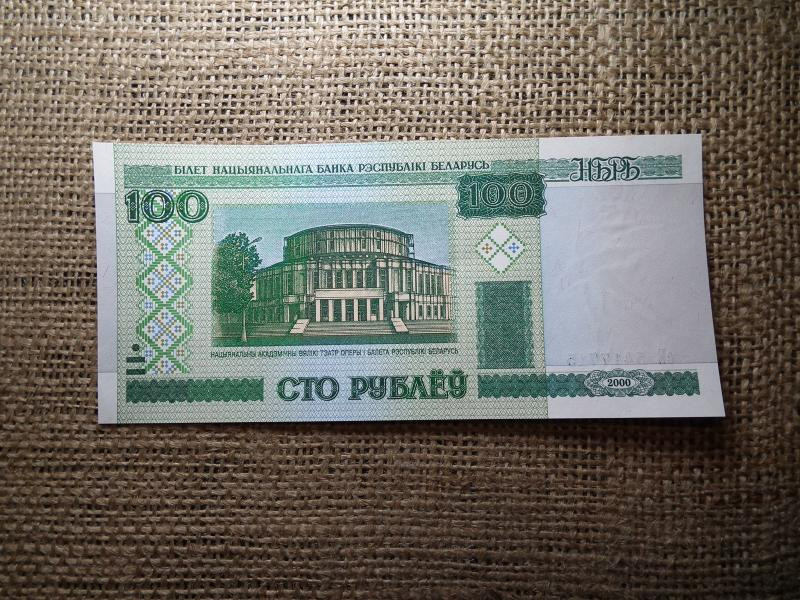 БІЛЕТ НАЦЫЯНАЛЬНАГА БАНКА РЭСПУБЛІКІ БЕЛАРУСЬ
НБРБ
100
100
НАЦЫЯНАЛЬНЫ АКАДЭМІЧНЫ ВЯЛІКІ ТЭАТР ОПЕРЫ І БАЛЕТА РЭСПУБЛІКІ БЕЛАРУСЬ
СТО РУБЛЁЎ
2000